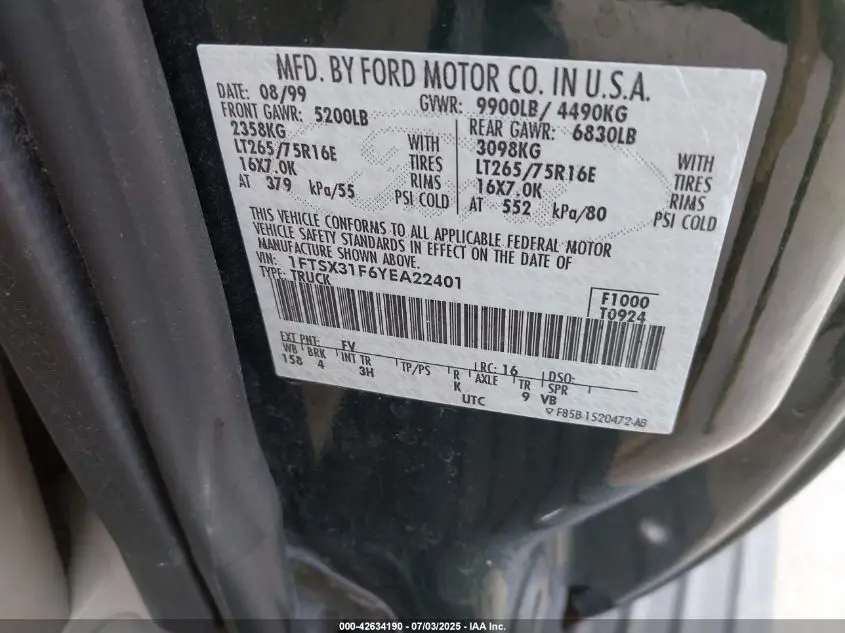 MFD. BY FORD MOTOR CO. IN U.S.A.
DATE: 08/99 GVWR: 9900LB/ 4490KG
FRONT GAWR: 5200LB REAR GAWR: 6830LB
2358KG WITH 3098KG WITH
LT265/75R16E TIRES LT265/75R16E TIRES
16X7.0K RIMS 16X7.0K RIMS
AT 379 kPa/55 PSI COLD AT 552 kPa/80 PSI COLD
THIS VEHICLE CONFORMS TO ALL APPLICABLE FEDERAL MOTOR
VEHICLE SAFETY STANDARDS IN EFFECT ON THE DATE OF
MANUFACTURE SHOWN ABOVE.
VIN: 1FTSX31F6YEA22401
TYPE: TRUCK
F1000
T0924
EXT PNT: FV RC: 16 DSO:
WB BRK INT TR TP/PS R AXLE TR SPR
158 4 3H K 9 VB
UTC
F85B-1520472-AB
000-42634190 - 07/03/2025 - IAA Inc.